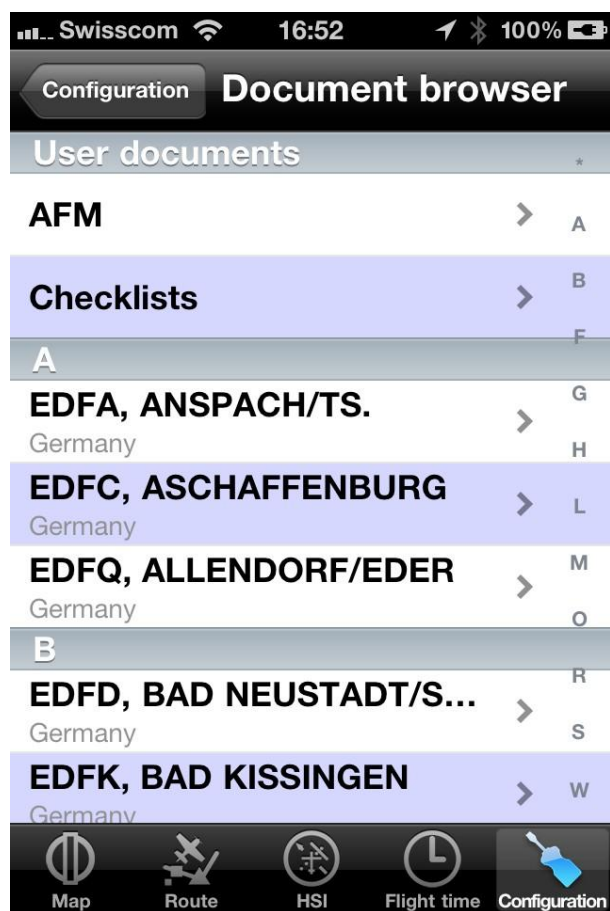 Swisscom 16:52 100%
Configuration Document browser
User documents
*
AFM
A
Checklists
B
F
A
EDFA, ANSPACH/TS.
G
Germany
H
EDFC, ASCHAFFENBURG
L
Germany
EDFQ, ALLENDORF/EDER
M
Germany
O
B
EDFD, BAD NEUSTADT/S...
R
Germany
S
EDFK, BAD KISSINGEN
W
Germany
Map Route HSI Flight time Configuration